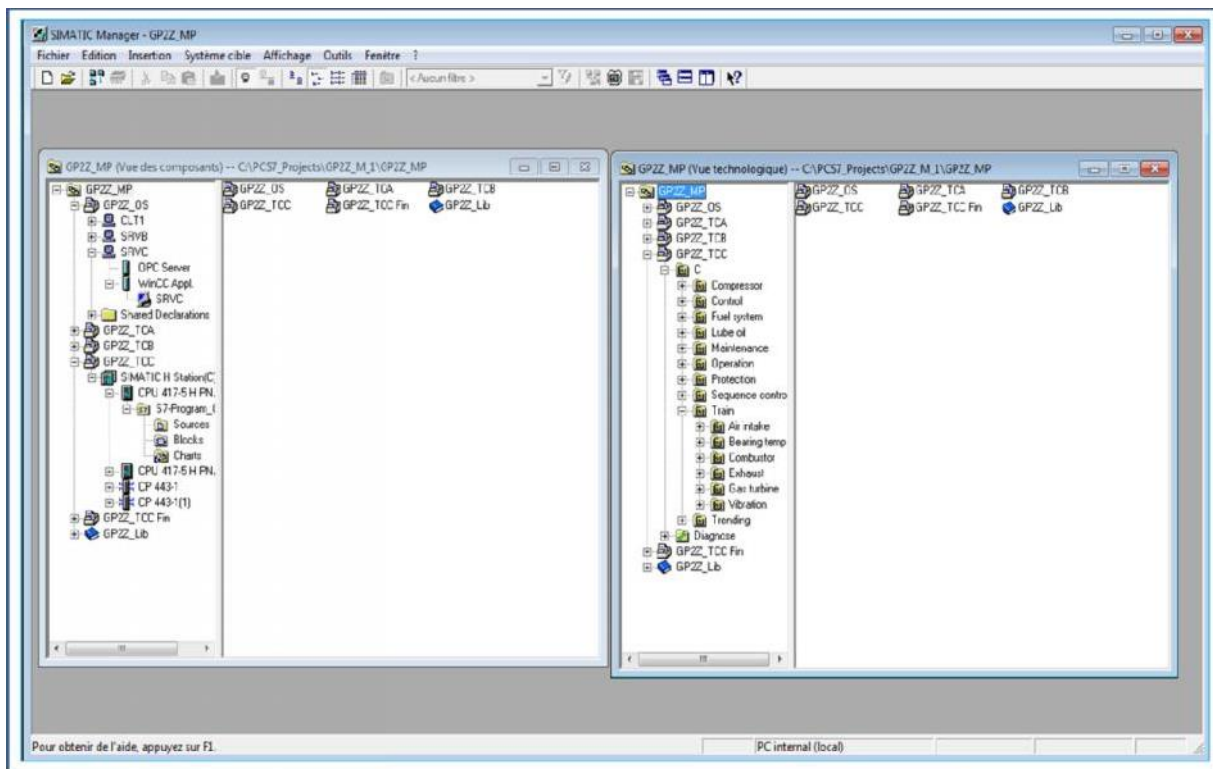 SIMATIC Manager - GP2Z_MP
Fichier Edition Insertion Système cible Affichage Outils Fenêtre ?
< Aucun filtre >
GP2Z_MP (Vue des composants) -- C:\PCS7_Projects\GP2Z_M_1\GP2Z_MP
GP2Z_MP
GP2Z_OS
CLT1
SRVB
SRVC
OPC Server
WinCC Appl.
SRVC
Shared Declarations
GP2Z_TCA
GP2Z_TCB
GP2Z_TCC
SIMATIC H Station(C
CPU 417-5 H PN.
S7-Program_(
Sources
Blocks
Charts
CPU 417-5 H PN.
CP 443-1
CP 443-1(1)
GP2Z_TCC Fin
GP2Z_Lib
GP2Z_OS GP2Z_TCA GP2Z_TCB
GP2Z_TCC GP2Z_TCC Fin GP2Z_Lib
GP2Z_MP (Vue technologique) -- C:\PCS7_Projects\GP2Z_M_1\GP2Z_MP
GP2Z_MP
GP2Z_OS
GP2Z_TCA
GP2Z_TCB
GP2Z_TCC
C
Compressor
Control
Fuel system
Lube oil
Maintenance
Operation
Protection
Sequence contro
Train
Air intake
Bearing temp
Combustor
Exhaust
Gas turbine
Vibration
Trending
Diagnose
GP2Z_TCC Fin
GP2Z_Lib
GP2Z_OS GP2Z_TCA GP2Z_TCB
GP2Z_TCC GP2Z_TCC Fin GP2Z_Lib
Pour obtenir de l'aide, appuyez sur F1.
PC internal (local)